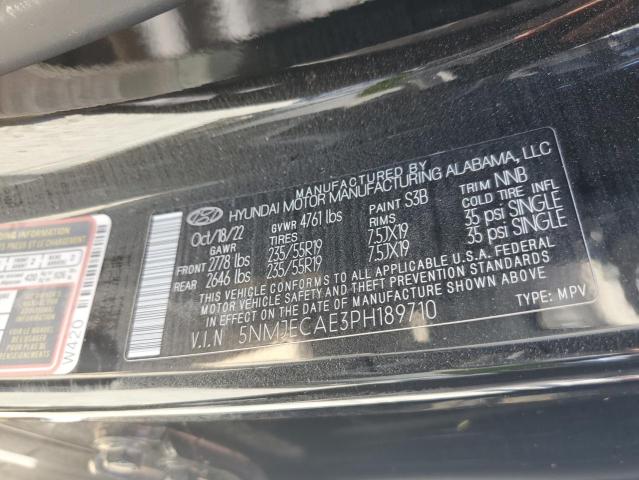 MANUFACTURED BY
HYUNDAI MOTOR MANUFACTURING ALABAMA, LLC
Oct/18/22 GVWR 4761 lbs PAINT S3B TRIM NNB
GAWR TIRES RIMS COLD TIRE INFL
FRONT 2778 lbs 235/55R19 7.5JX19 35 psi SINGLE
REAR 2646 lbs 235/55R19 7.5JX19 35 psi SINGLE
THIS VEHICLE CONFORMS TO ALL APPLICABLE U.S.A. FEDERAL
MOTOR VEHICLE SAFETY AND THEFT PREVENTION STANDARDS
IN EFFECT ON THE DATE OF MANUFACTURE SHOWN ABOVE.
V.I.N 5NMJECAE3PH189710 TYPE: MPV
W420